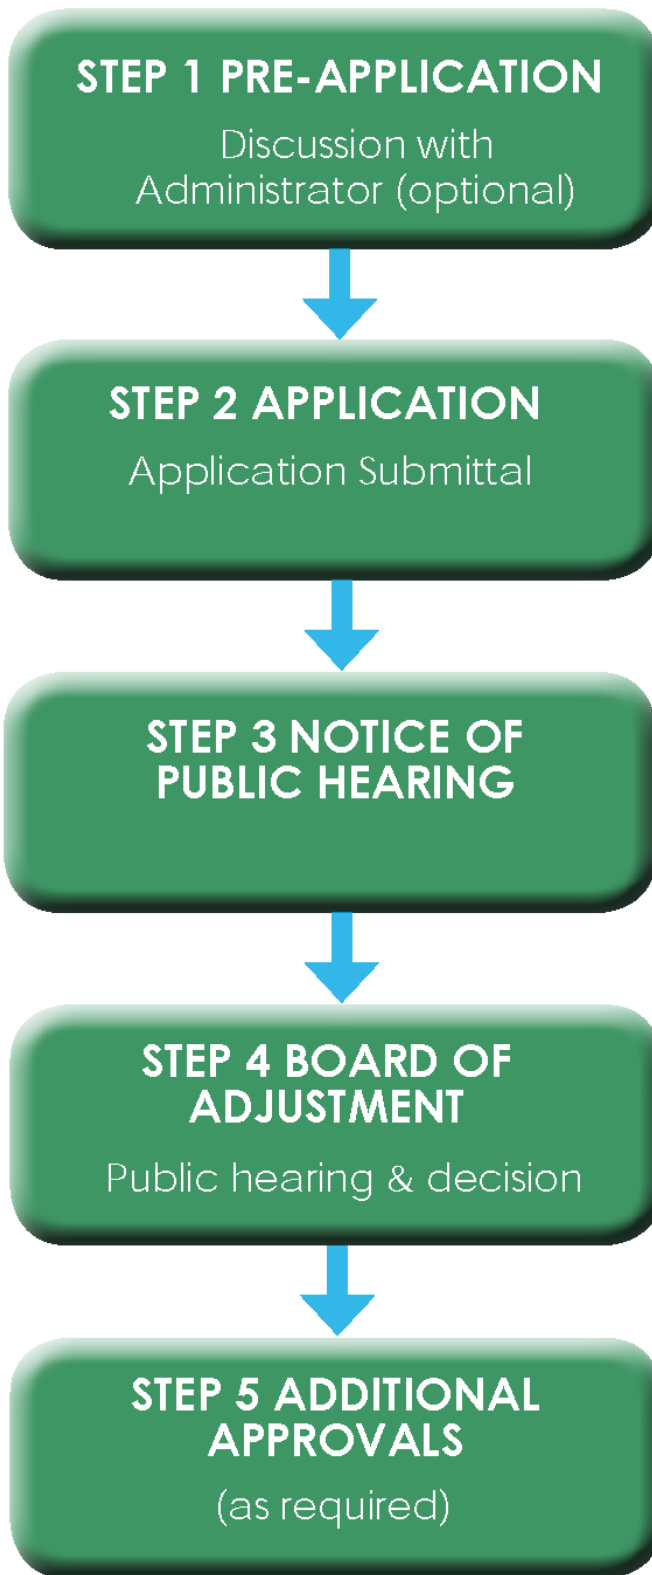 STEP 1 PRE-APPLICATION
Discussion with
Administrator (optional)
STEP 2 APPLICATION
Application Submittal
STEP 3 NOTICE OF
PUBLIC HEARING
STEP 4 BOARD OF
ADJUSTMENT
Public hearing & decision
STEP 5 ADDITIONAL
APPROVALS
(as required)